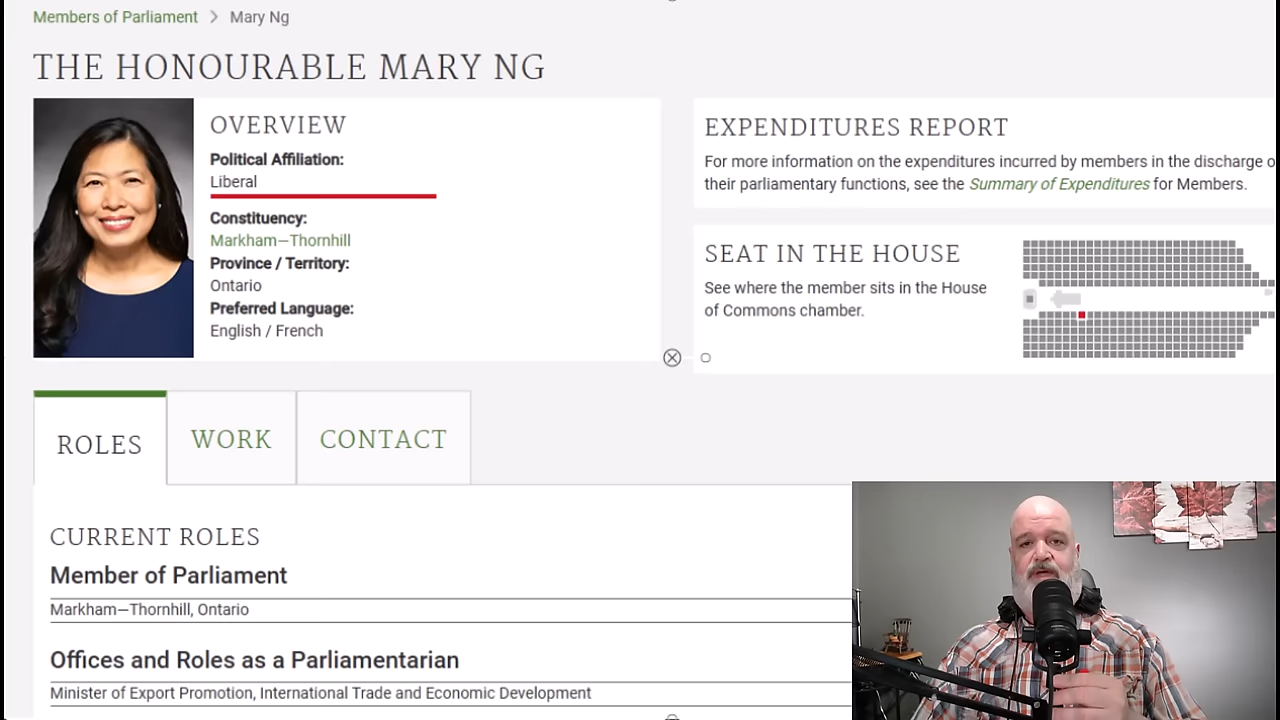 Members of Parliament > Mary Ng
THE HONOURABLE MARY NG
OVERVIEW
Political Affiliation:
Liberal
Constituency:
Markham—Thornhill
Province / Territory:
Ontario
Preferred Language:
English / French
EXPENDITURES REPORT
For more information on the expenditures incurred by members in the discharge o
their parliamentary functions, see the Summary of Expenditures for Members.
SEAT IN THE HOUSE
See where the member sits in the House
of Commons chamber.
ROLES
WORK
CONTACT
CURRENT ROLES
Member of Parliament
Markham—Thornhill, Ontario
Offices and Roles as a Parliamentarian
Minister of Export Promotion, International Trade and Economic Development